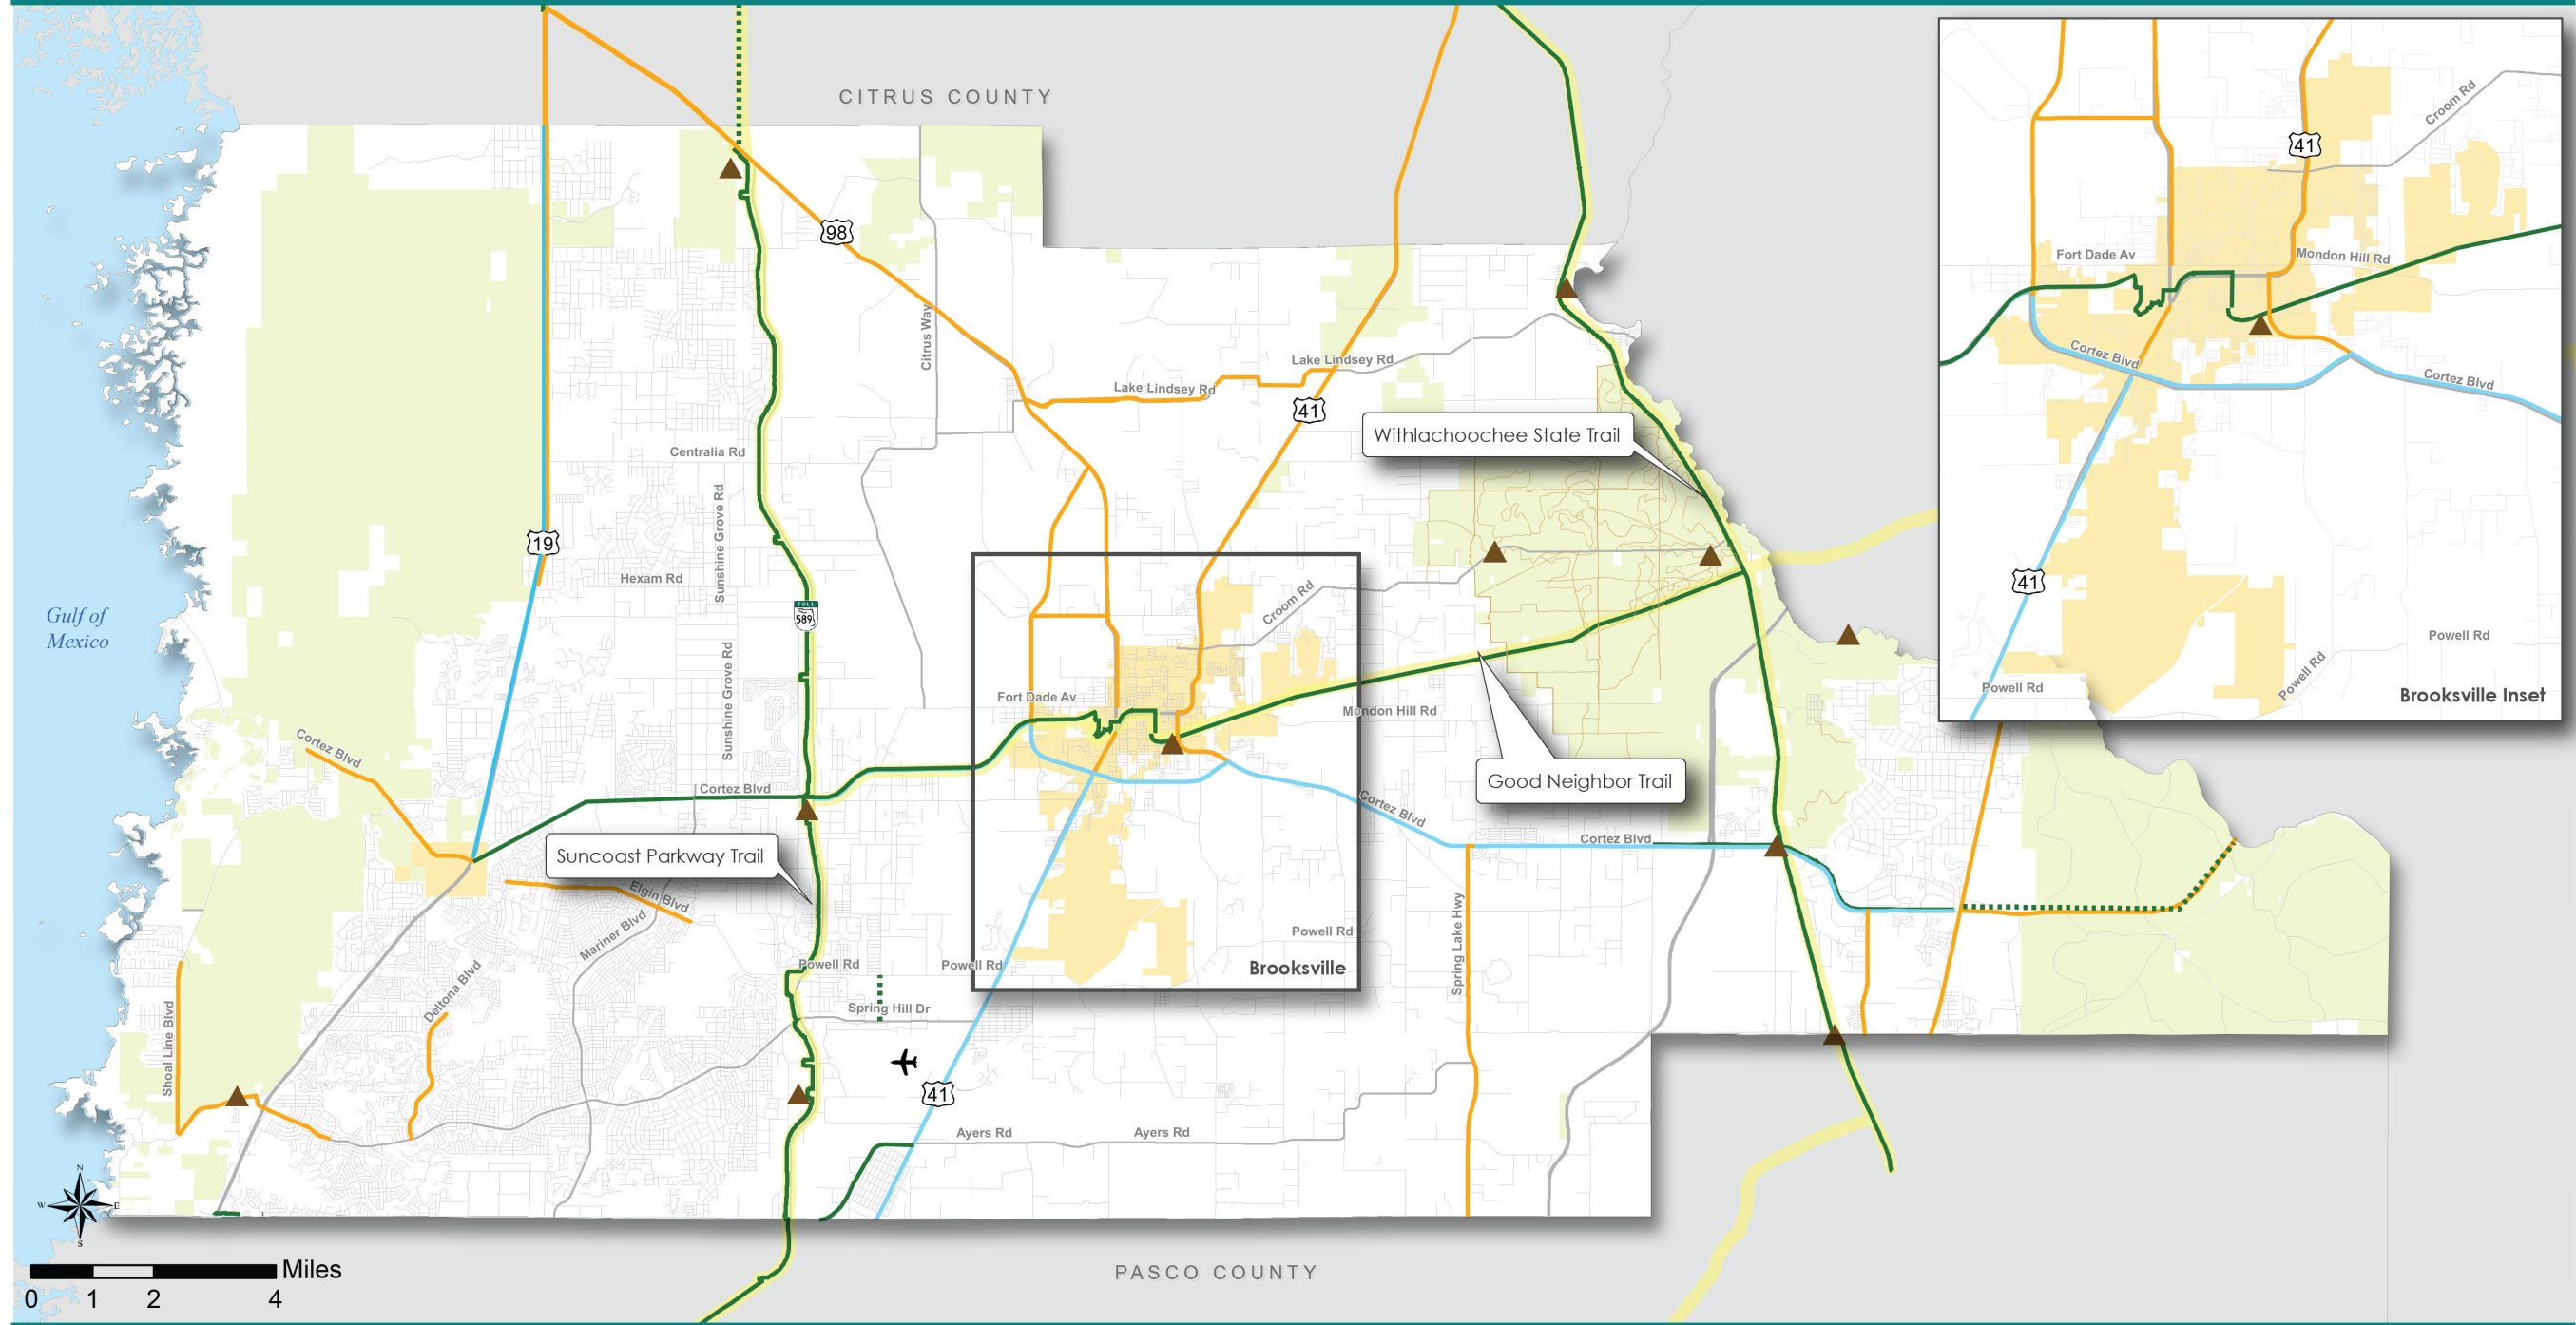 CITRUS COUNTY
98
Citrus Way
Lake Lindsey Rd
Lake Lindsey Rd
41
Withlachoochee State Trail
Centralia Rd
Sunshine Grove Rd
19
Hexam Rd
TOLL
589
Gulf of
Mexico
Croom Rd
Sunshine Grove Rd
Fort Dade Av
Mondon Hill Rd
Cortez Blvd
Cortez Blvd
Good Neighbor Trail
Cortez Blvd
Cortez Blvd
Suncoast Parkway Trail
Elgin Blvd
Mariner Blvd
Powell Rd
Powell Rd
Powell Rd
Brooksville
Spring Lake Hwy
Deltona Blvd
Spring Hill Dr
Shoal Line Blvd
41
Ayers Rd
Ayers Rd
N
W
E
S
Miles
0 1 2 4
PASCO COUNTY
Croom Rd
41
Fort Dade Av
Mondon Hill Rd
Cortez Blvd
Cortez Blvd
41
Powell Rd
Powell Rd
Powell Rd
Brooksville Inset